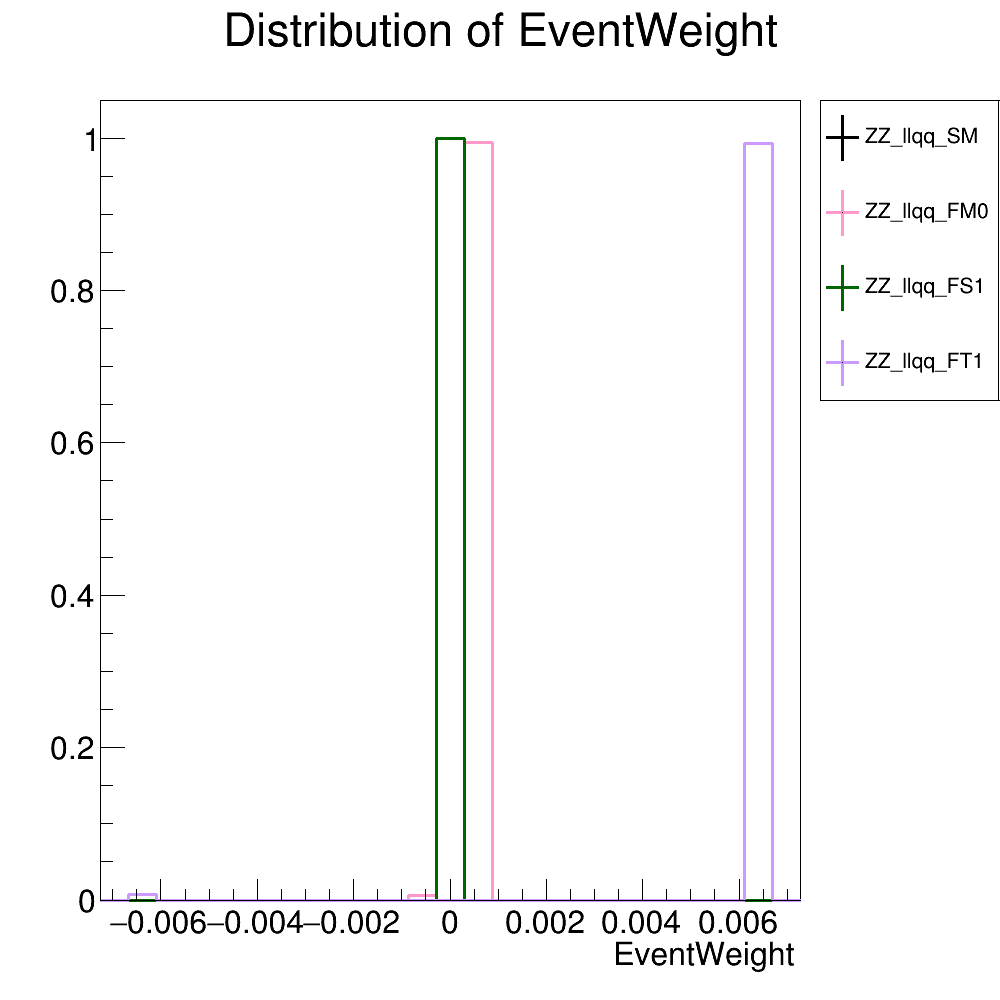 Distribution of EventWeight
1
0.8
0.6
0.4
0.2
0
−0.006 −0.004 −0.002 0 0.002 0.004 0.006
EventWeight
ZZ_llqq_SM
ZZ_llqq_FM0
ZZ_llqq_FS1
ZZ_llqq_FT1